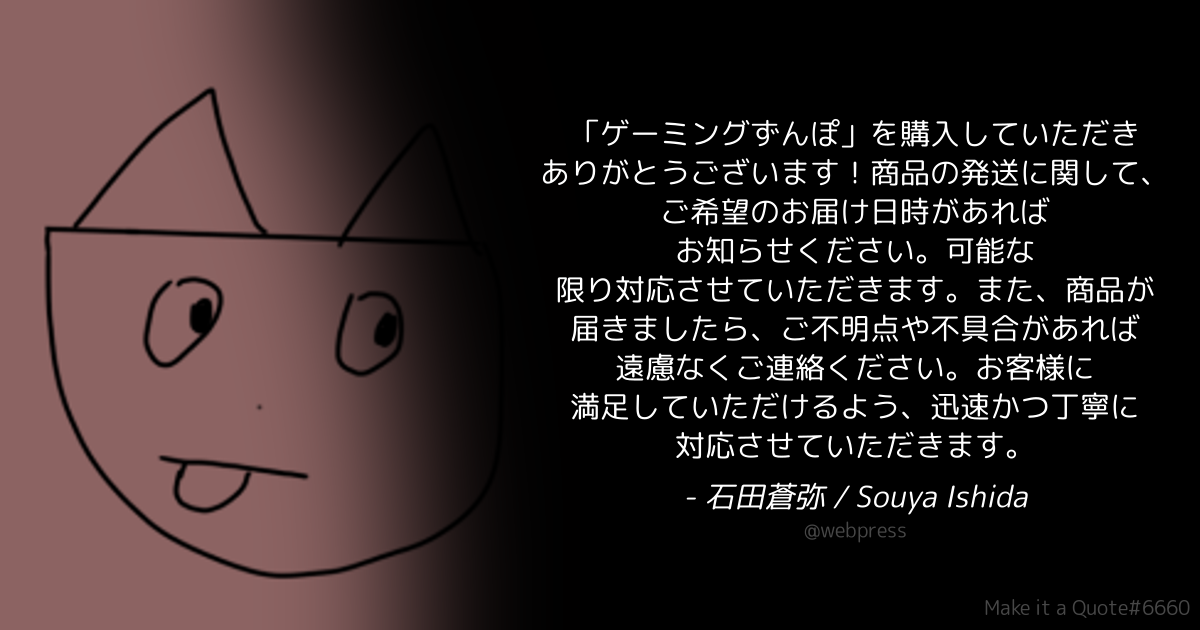 「ゲーミングずんぽ」を購入していただき
ありがとうございます！商品の発送に関して、
ご希望のお届け日時があれば
お知らせください。可能な
限り対応させていただきます。また、商品が
届きましたら、ご不明点や不具合があれば
遠慮なくご連絡ください。お客様に
満足していただけるよう、迅速かつ丁寧に
対応させていただきます。
- 石田蒼弥 / Souya Ishida
@webpress
Make it a Quote#6660